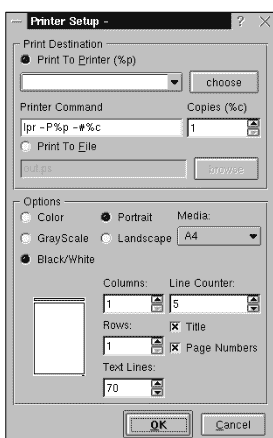 Printer Setup -
Print Destination
Print To Printer (%p)
choose
Printer Command
Copies (%c)
lpr -P%p -#%c
1
Print To File
out.ps
browse
Options
Color
Portrait
Media:
GrayScale
Landscape
A4
Black/White
Columns:
Line Counter:
1
5
Rows:
Title
1
Page Numbers
Text Lines:
70
OK
Cancel